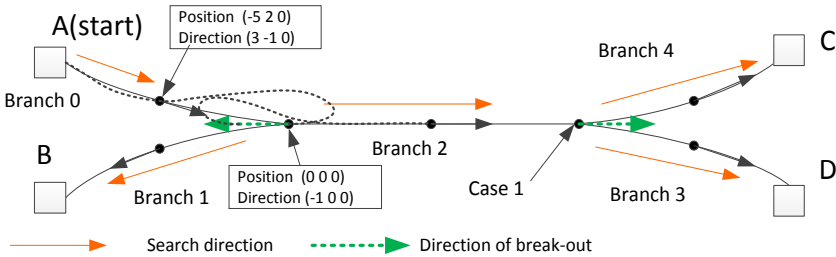 A(start)
Position (-5 2 0)
Direction (3 -1 0)
C
Branch 4
Branch 0
B
Branch 2
Branch 1
Position (0 0 0)
Direction (-1 0 0)
Case 1
Branch 3
D
Search direction
Direction of break-out